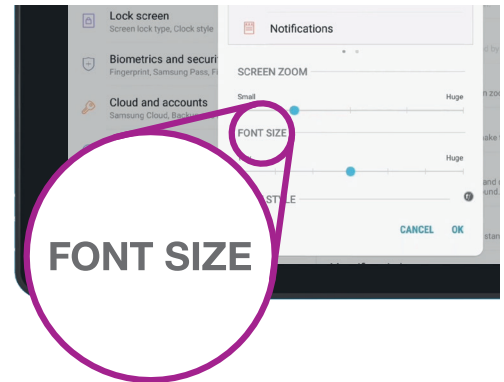 Lock screen
Screen lock type, Clock style
Biometrics and securi
Fingerprint, Samsung Pass, Fi
Cloud and accounts
Samsung Cloud, Back
Notifications
SCREEN ZOOM
Small
Huge
FONT SIZE
Huge
STYLE
CANCEL
OK
FONT SIZE